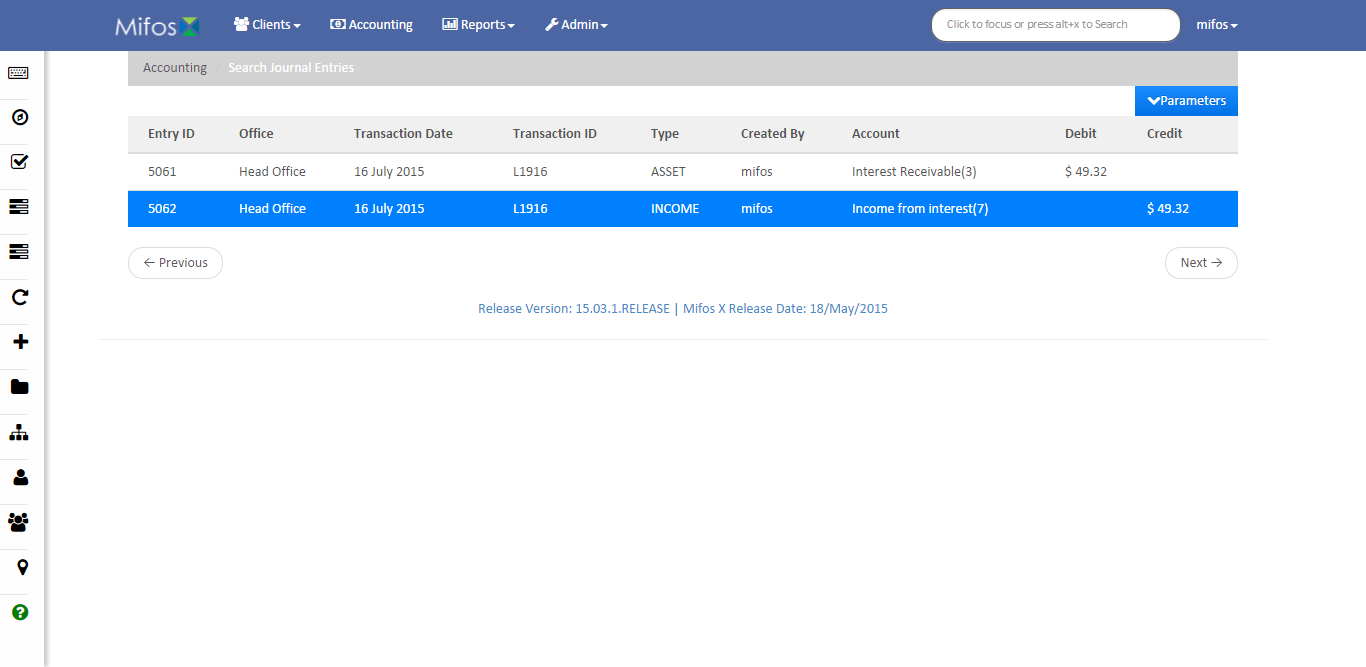 Mifos Clients Accounting Reports Admin Click to focus or press alt+x to Search mifos
Accounting / Search Journal Entries
Parameters
Entry ID Office Transaction Date Transaction ID Type Created By Account Debit Credit
5061 Head Office 16 July 2015 L1916 ASSET mifos Interest Receivable(3) $ 49.32
5062 Head Office 16 July 2015 L1916 INCOME mifos Income from interest(7) $ 49.32
← Previous Next →
Release Version: 15.03.1.RELEASE | Mifos X Release Date: 18/May/2015